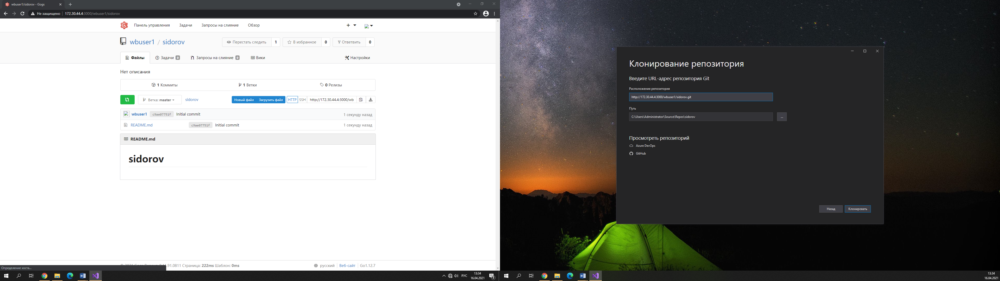 wbuser1/sidorov - Gogs
Не защищено
172.30.44.4:3000/wbuser1/sidorov
Панель управления
Задачи
Запросы на слияние
Обзор
wbuser1 / sidorov
Перестать следить 1
В избранное 0
Ответвить 0
Файлы
Задачи 0
Запросы на слияние 0
Вики
Настройки
Нет описания
1 Коммиты
1 Ветки
0 Релизы
Ветка: master
sidorov
Новый файл
Загрузить файл
HTTP
SSH
http://172.30.44.4:3000/wb
wbuser1 c9ae07751f Initial commit 1 секунду назад
README.md c9ae07751f Initial commit 1 секунду назад
README.md
sidorov
Страница: 222ms Шаблон: 0ms
русский
Веб-сайт
Go1.12.7
Определение хоста...
РУС
13:34
16.04.2021
3
Клонирование репозитория
Введите URL-адрес репозитория Git
Расположение репозитория
http://172.30.44.4:3000/wbuser1/sidorov.git
Путь
C:\Users\Administrator\Source\Repos\sidorov
...
Просмотреть репозиторий
Azure DevOps
GitHub
Назад
Клонировать
13:34
16.04.2021